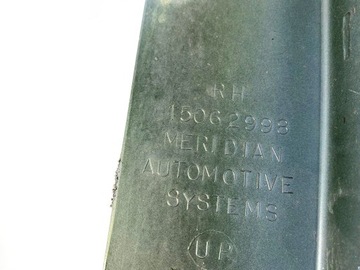 RH
15062998
MERIDIAN
AUTOMOTIVE
SYSTEMS
UP